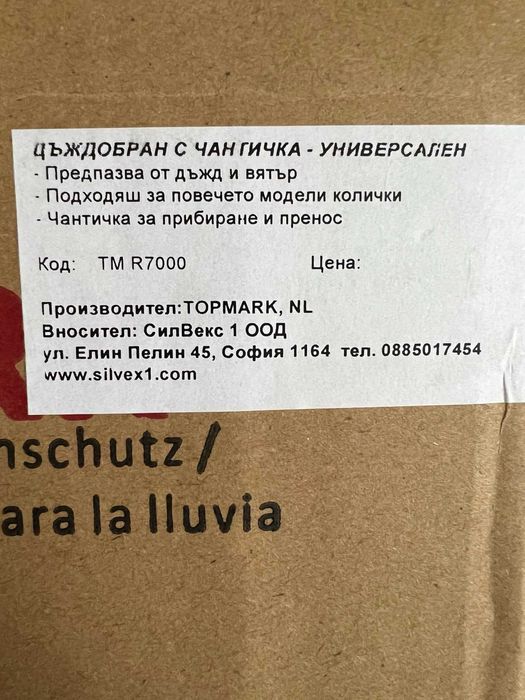 ДЪЖДОБРАН С ЧАНТИЧКА - УНИВЕРСАЛЕН
- Предпазва от дъжд и вятър
- Подходящ за повечето модели колички
- Чантичка за прибиране и пренос
Код: TM R7000 Цена:
Производител:TOPMARK, NL
Вносител: СилВекс 1 ООД
ул. Елин Пелин 45, София 1164 тел. 0885017454
www.silvex1.com
nschutz /
ara la lluvia